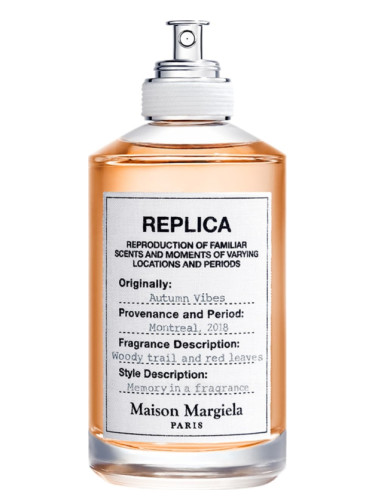 REPLICA
REPRODUCTION OF FAMILIAR
SCENTS AND MOMENTS OF VARYING
LOCATIONS AND PERIODS
Originally:
Autumn Vibes
Provenance and Period:
Montreal, 2018
Fragrance Description:
Woody trail and red leaves
Style Description:
Memory in a fragrance
Maison Margiela
PARIS